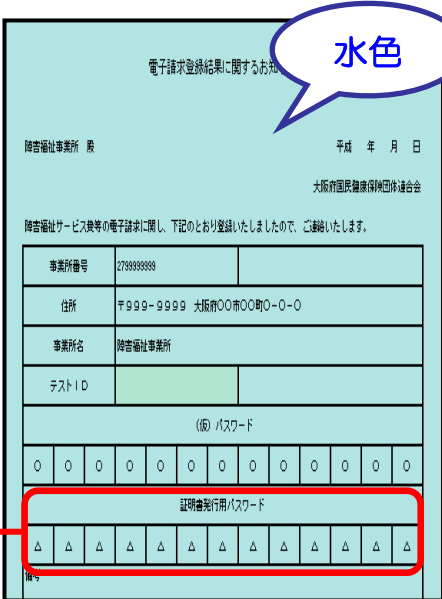 水色
電子請求登録結果に関するお知
障害福祉事業所 殿
平成 年 月 日
大阪府国民健康保険団体連合会
障害福祉サービス費等の電子請求に関し、下記のとおり登録いたしましたので、ご連絡いたします。
事業所番号 2799999999
住所 〒999-9999 大阪府〇〇市〇〇町〇-〇-〇
事業所名 障害福祉事業所
テストID
(仮) パスワード
○ ○ ○ ○ ○ ○ ○ ○ ○ ○ ○ ○ ○
証明書発行用パスワード
△ △ △ △ △ △ △ △ △ △ △ △ △
備考